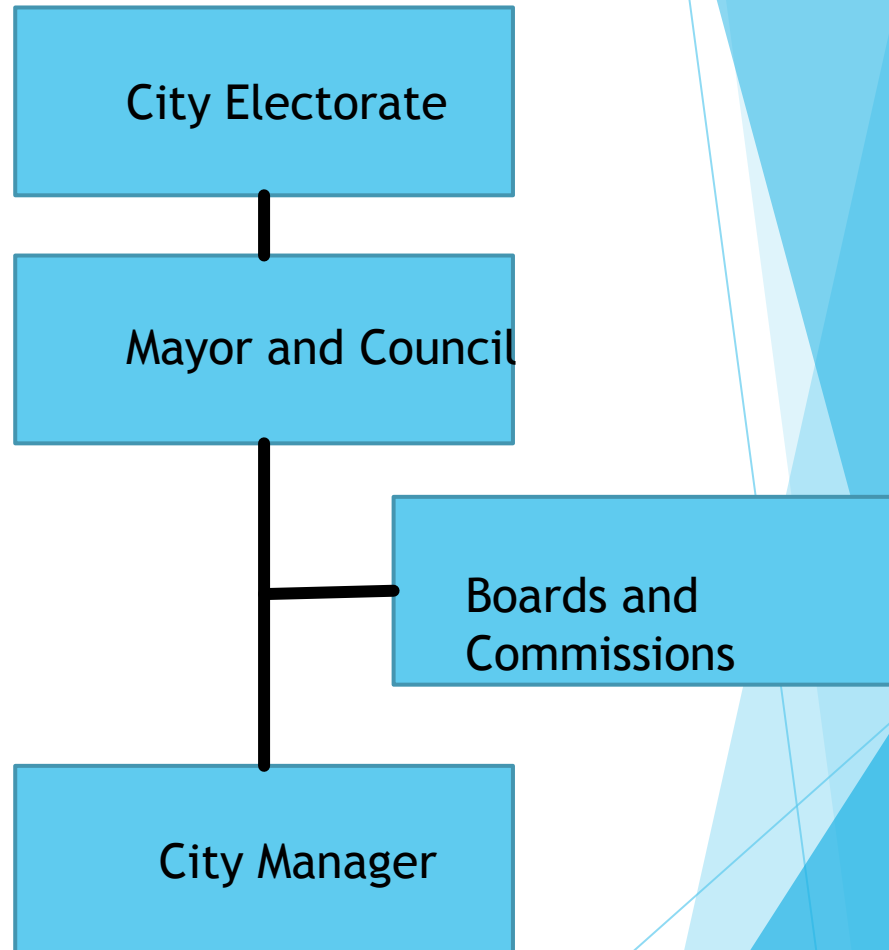 City Electorate
Mayor and Council
Boards and
Commissions
City Manager